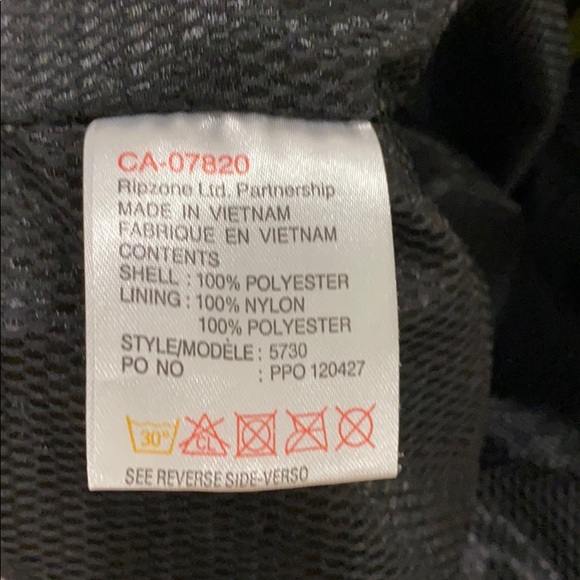 CA-07820
Ripzone Ltd. Partnership
MADE IN VIETNAM
FABRIQUE EN VIETNAM
CONTENTS
SHELL : 100% POLYESTER
LINING : 100% NYLON
100% POLYESTER
STYLE/MODÈLE : 5730
PO NO : PPO 120427
30° CL
SEE REVERSE SIDE-VERSO